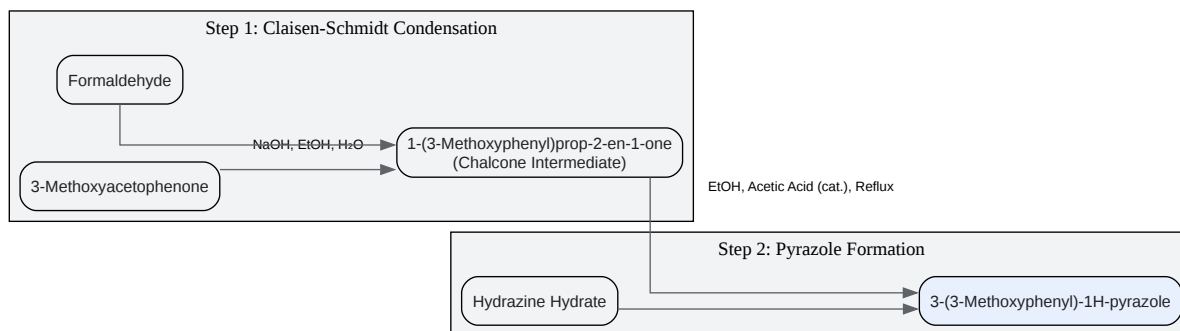 Step 1: Claisen-Schmidt Condensation
Formaldehyde
NaOH, EtOH, H₂O
1-(3-Methoxyphenyl)prop-2-en-1-one
(Chalcone Intermediate)
3-Methoxyacetophenone
EtOH, Acetic Acid (cat.), Reflux
Step 2: Pyrazole Formation
Hydrazine Hydrate
3-(3-Methoxyphenyl)-1H-pyrazole